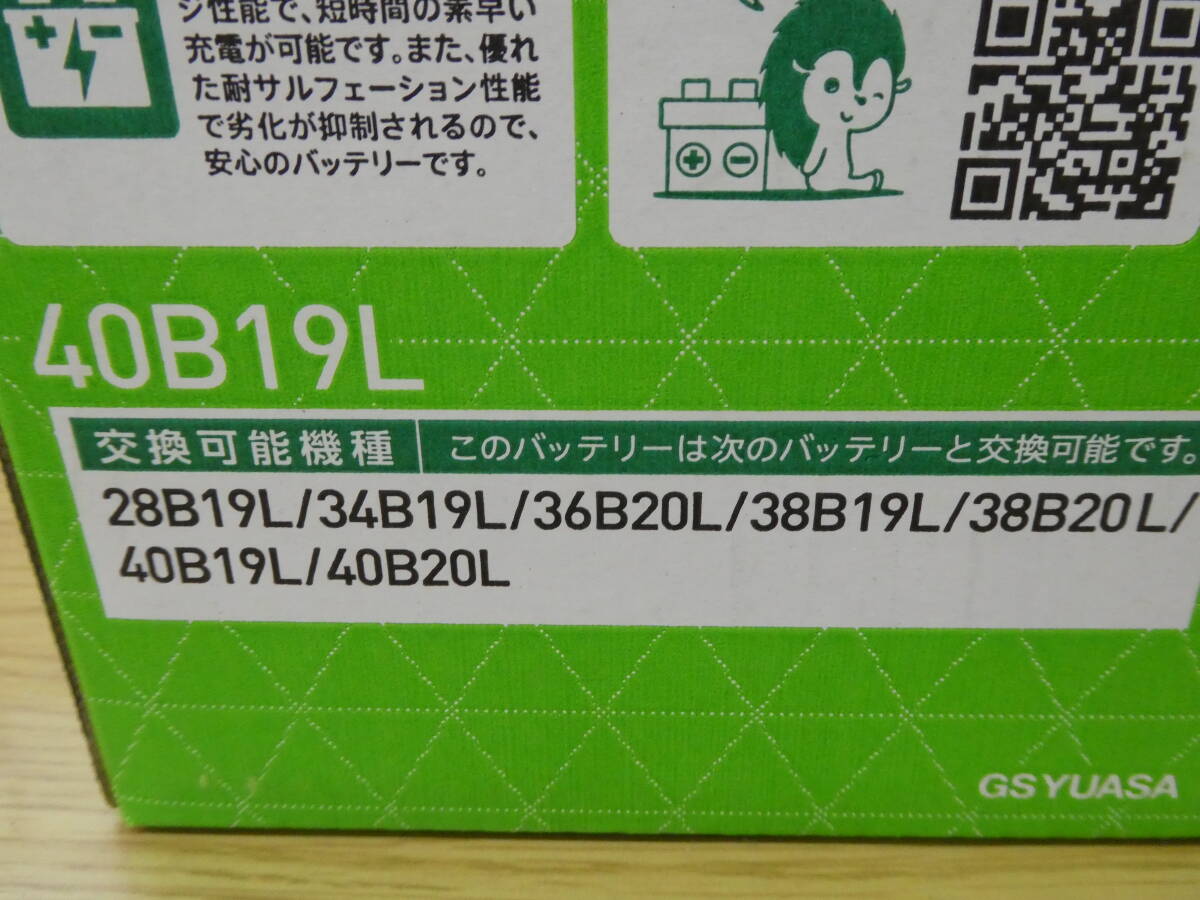 ジ性能で、短時間の素早い
充電が可能です。また、優れ
た耐サルフェーション性能
で劣化が抑制されるので、
安心のバッテリーです。
40B19L
交換可能機種 このバッテリーは次のバッテリーと交換可能です。
28B19L/34B19L/36B20L/38B19L/38B20L/
40B19L/40B20L
GS YUASA